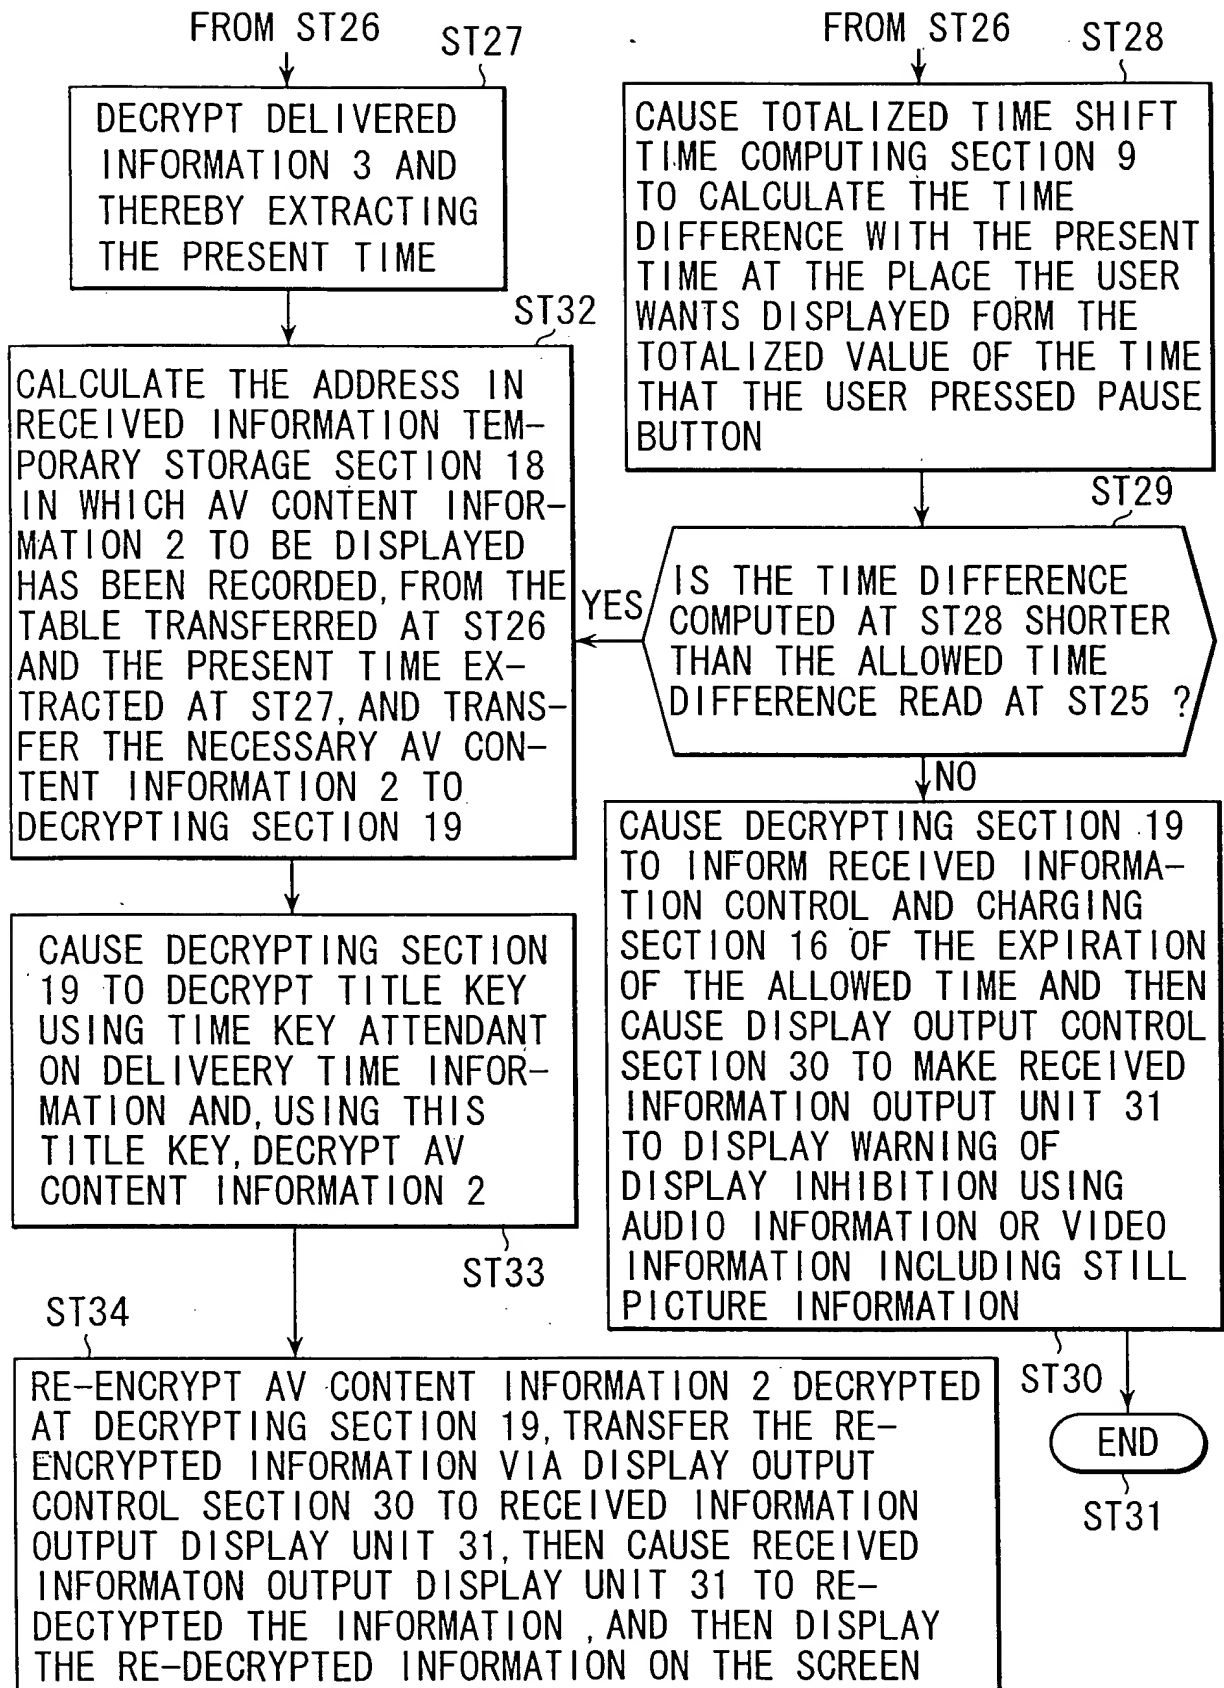 FROM ST26
ST27
DECRYPT DELIVERED
INFORMATION 3 AND
THEREBY EXTRACTING
THE PRESENT TIME
ST32
CALCULATE THE ADDRESS IN
RECEIVED INFORMATION TEM-
PORARY STORAGE SECTION 18
IN WHICH AV CONTENT INFOR-
MATION 2 TO BE DISPLAYED
HAS BEEN RECORDED, FROM THE
TABLE TRANSFERRED AT ST26
AND THE PRESENT TIME EX-
TRACTED AT ST27, AND TRANS-
FER THE NECESSARY AV CON-
TENT INFORMATION 2 TO
DECRYPTING SECTION 19
CAUSE DECRYPTING SECTION
19 TO DECRYPT TITLE KEY
USING TIME KEY ATTENDANT
ON DELIVEERY TIME INFOR-
MATION AND, USING THIS
TITLE KEY, DECRYPT AV
CONTENT INFORMATION 2
ST33
FROM ST26
ST28
CAUSE TOTALIZED TIME SHIFT
TIME COMPUTING SECTION 9
TO CALCULATE THE TIME
DIFFERENCE WITH THE PRESENT
TIME AT THE PLACE THE USER
WANTS DISPLAYED FORM THE
TOTALIZED VALUE OF THE TIME
THAT THE USER PRESSED PAUSE
BUTTON
ST29
IS THE TIME DIFFERENCE
COMPUTED AT ST28 SHORTER
THAN THE ALLOWED TIME
DIFFERENCE READ AT ST25 ?
YES
NO
CAUSE DECRYPTING SECTION 19
TO INFORM RECEIVED INFORMA-
TION CONTROL AND CHARGING
SECTION 16 OF THE EXPIRATION
OF THE ALLOWED TIME AND THEN
CAUSE DISPLAY OUTPUT CONTROL
SECTION 30 TO MAKE RECEIVED
INFORMATION OUTPUT UNIT 31
TO DISPLAY WARNING OF
DISPLAY INHIBITION USING
AUDIO INFORMATION OR VIDEO
INFORMATION INCLUDING STILL
PICTURE INFORMATION
ST30
END
ST31
ST34
RE-ENCRYPT AV CONTENT INFORMATION 2 DECRYPTED
AT DECRYPTING SECTION 19, TRANSFER THE RE-
ENCRYPTED INFORMATION VIA DISPLAY OUTPUT
CONTROL SECTION 30 TO RECEIVED INFORMATION
OUTPUT DISPLAY UNIT 31, THEN CAUSE RECEIVED
INFORMATON OUTPUT DISPLAY UNIT 31 TO RE-
DECTYPTED THE INFORMATION , AND THEN DISPLAY
THE RE-DECRYPTED INFORMATION ON THE SCREEN